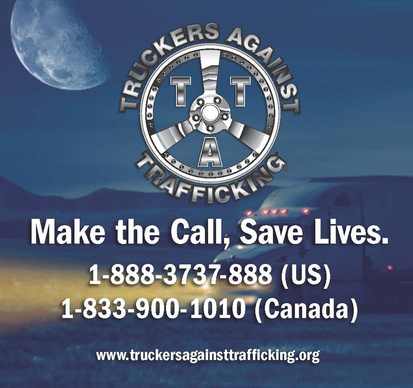 TRUCKERS AGAINST
T T
A
TRAFFICKING
Make the Call, Save Lives.
1-888-3737-888 (US)
1-833-900-1010 (Canada)
www.truckersagainsttrafficking.org